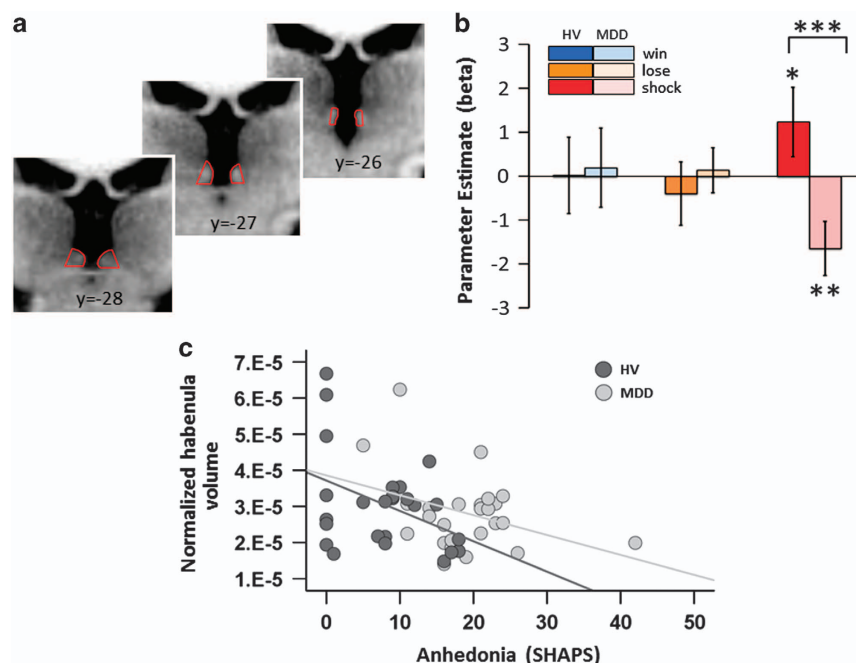 a
y=-26
y=-27
y=-28
b
HV MDD
win
lose
shock
***
*
**
Parameter Estimate (beta)
3
2
1
0
-1
-2
-3
c
HV
MDD
Normalized habenula
volume
7.E-5
6.E-5
5.E-5
4.E-5
3.E-5
2.E-5
1.E-5
0 10 20 30 40 50
Anhedonia (SHAPS)